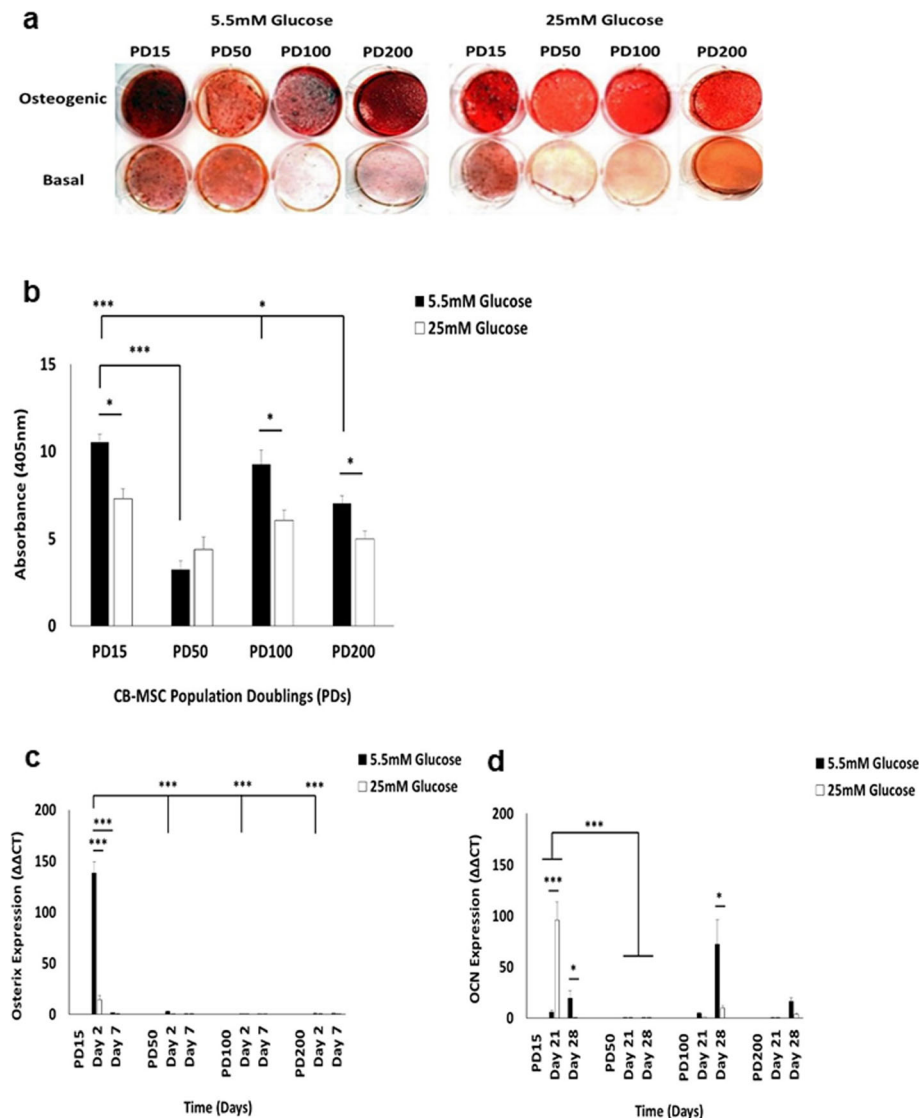 a
5.5mM Glucose 25mM Glucose
PD15 PD50 PD100 PD200 PD15 PD50 PD100 PD200
Osteogenic
Basal
b
5.5mM Glucose
25mM Glucose
*** *
***
* * *
15
10
5
0
Absorbance (405nm)
PD15 PD50 PD100 PD200
CB-MSC Population Doublings (PDs)
c
5.5mM Glucose
25mM Glucose
*** *** ***
***
***
200
150
100
50
0
Osterix Expression (ΔΔCT)
PD15 Day 2 Day 7 PD50 Day 2 Day 7 PD100 Day 2 Day 7 PD200 Day 2 Day 7
Time (Days)
d
5.5mM Glucose
25mM Glucose
***
*** *
*
200
150
100
50
0
OCN Expression (ΔΔCT)
PD15 Day 21 Day 28 PD50 Day 21 Day 28 PD100 Day 21 Day 28 PD200 Day 21 Day 28
Time (Days)